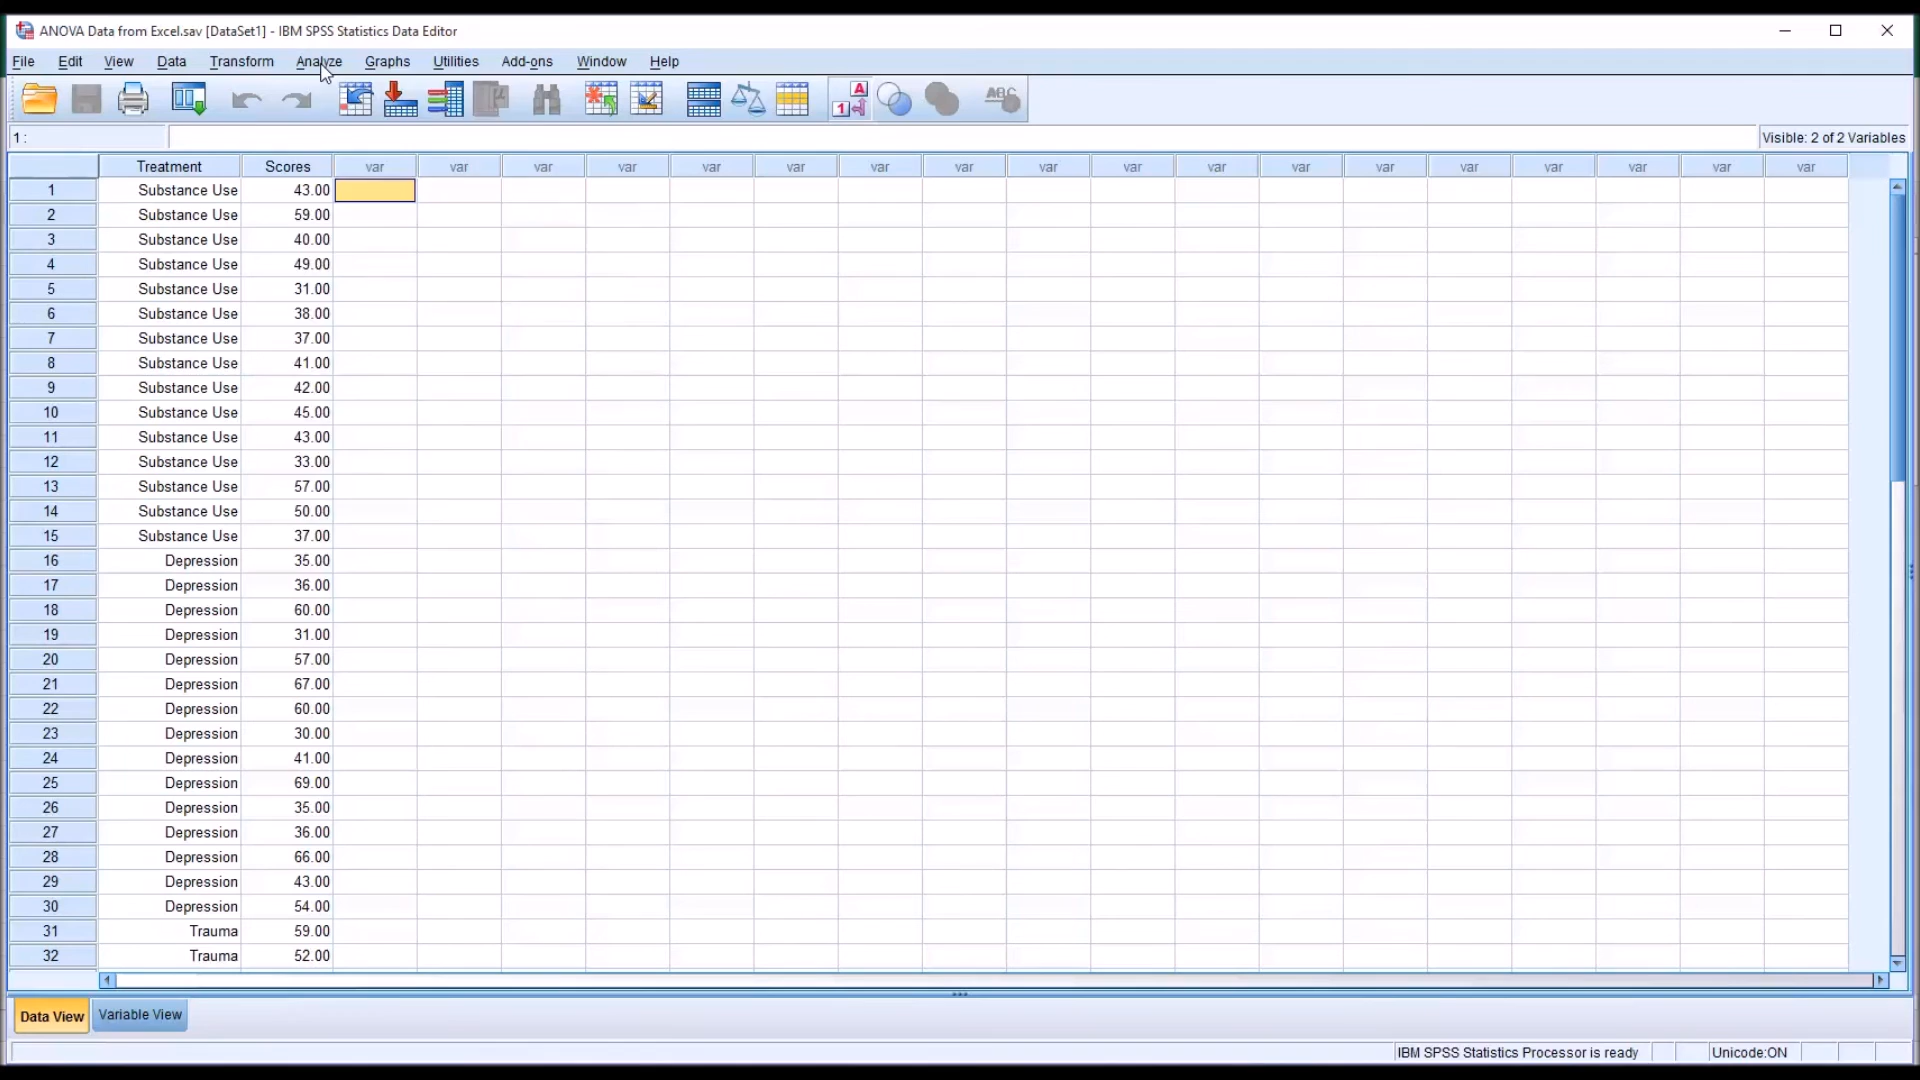 ANOVA Data from Excel.sav [DataSet1] - IBM SPSS Statistics Data Editor
File Edit View Data Transform Analyze Graphs Utilities Add-ons Window Help
1 A ABC
1 : Visible: 2 of 2 Variables
Treatment Scores var var var var var var var var var var var var var var var var var var
1 Substance Use 43.00
2 Substance Use 59.00
3 Substance Use 40.00
4 Substance Use 49.00
5 Substance Use 31.00
6 Substance Use 38.00
7 Substance Use 37.00
8 Substance Use 41.00
9 Substance Use 42.00
10 Substance Use 45.00
11 Substance Use 43.00
12 Substance Use 33.00
13 Substance Use 57.00
14 Substance Use 50.00
15 Substance Use 37.00
16 Depression 35.00
17 Depression 36.00
18 Depression 60.00
19 Depression 31.00
20 Depression 57.00
21 Depression 67.00
22 Depression 60.00
23 Depression 30.00
24 Depression 41.00
25 Depression 69.00
26 Depression 35.00
27 Depression 36.00
28 Depression 66.00
29 Depression 43.00
30 Depression 54.00
31 Trauma 59.00
32 Trauma 52.00
Data View Variable View
IBM SPSS Statistics Processor is ready Unicode:ON